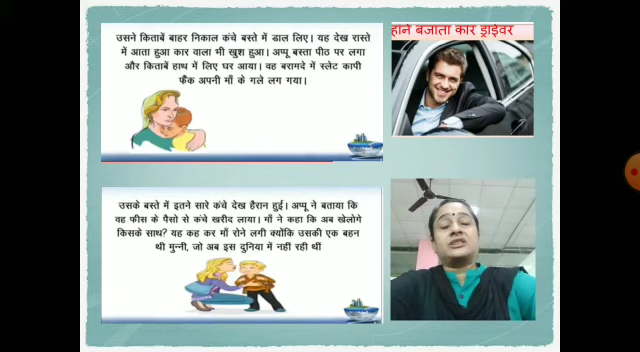 उसने किताबें बाहर निकाल कंचे बस्ते में डाल लिए। यह देख रास्ते
में आता हुआ कार वाला भी खुश हुआ। अप्पू बस्ता पीठ पर लगा
और किताबें हाथ में लिए घर आया। वह बरामदे में स्लेट कापी
फैंक अपनी माँ के गले लग गया।
हॉर्न बजाता कार ड्राईवर
उसके बस्ते में इतने सारे कंचे देख हैरान हुई। अप्पू ने बताया कि
वह फीस के पैसो से कंचे खरीद लाया। माँ ने कहा कि अब खेलोगे
किसके साथ? यह कह कर माँ रोने लगी क्योंकि उसकी एक बहन
थी मुन्नी, जो अब इस दुनिया में नहीं रही थीं